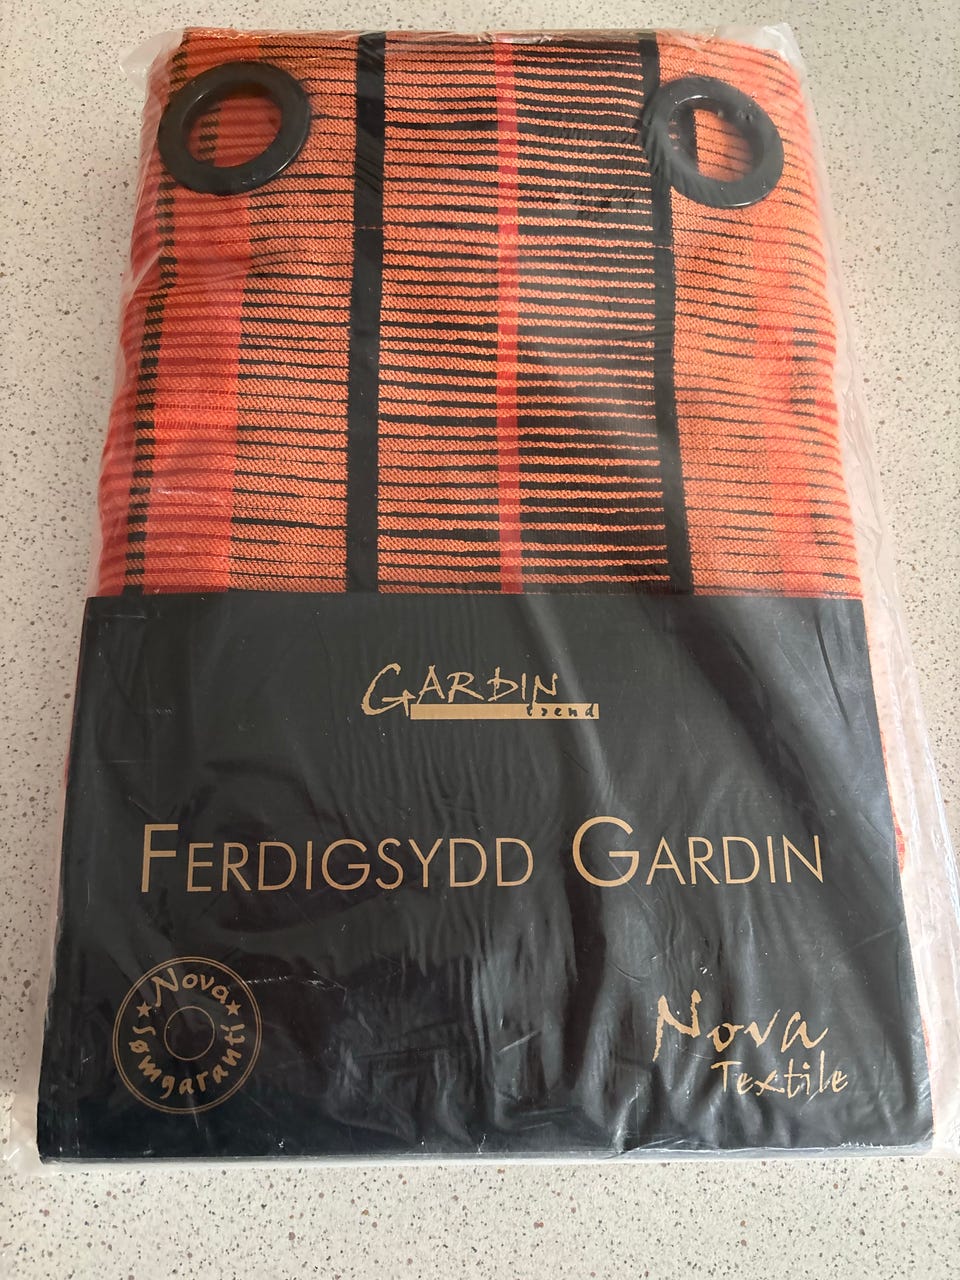 GARDIN
trend
FERDIGSYDD GARDIN
Nova
Sømgaranti
Nova
Textile